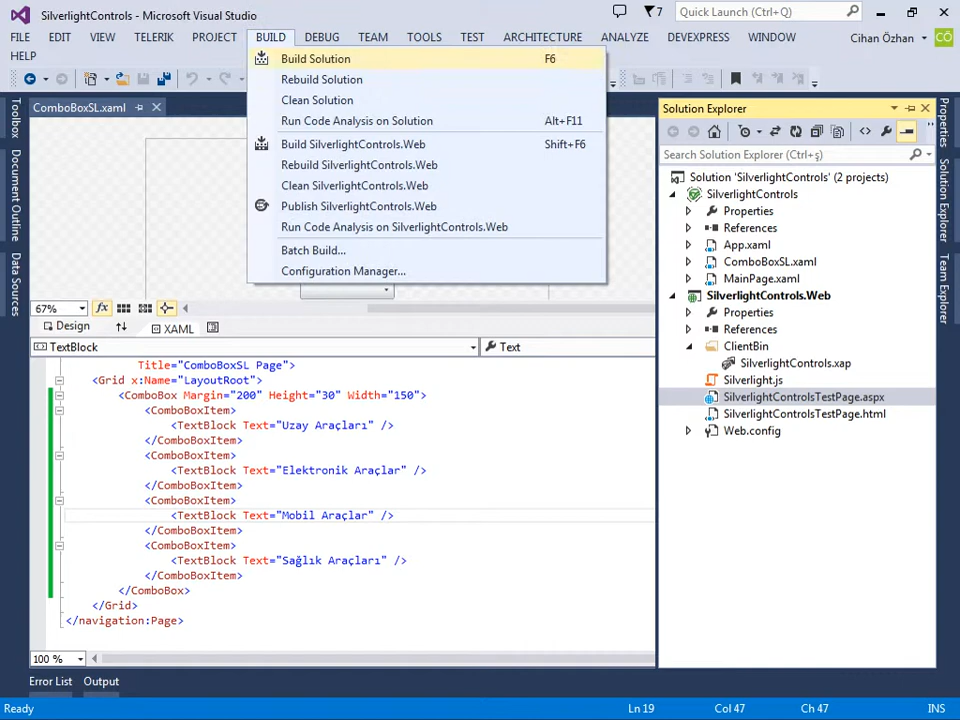 SilverlightControls - Microsoft Visual Studio
7
Quick Launch (Ctrl+Q)
FILE EDIT VIEW TELERIK PROJECT BUILD DEBUG TEAM TOOLS TEST ARCHITECTURE ANALYZE DEVEXPRESS WINDOW
Cihan Özhan CÖ
HELP
Build Solution F6
Rebuild Solution
Clean Solution
Run Code Analysis on Solution Alt+F11
Build SilverlightControls.Web Shift+F6
Rebuild SilverlightControls.Web
Clean SilverlightControls.Web
Publish SilverlightControls.Web
Run Code Analysis on SilverlightControls.Web
Batch Build...
Configuration Manager...
Toolbox
Document Outline
Data Sources
ComboBoxSL.xaml
67%
fx
Design
XAML
TextBlock
Text
Title="ComboBoxSL Page">
<Grid x:Name="LayoutRoot">
<ComboBox Margin="200" Height="30" Width="150">
<ComboBoxItem>
<TextBlock Text="Uzay Araçları" />
</ComboBoxItem>
<ComboBoxItem>
<TextBlock Text="Elektronik Araçlar" />
</ComboBoxItem>
<ComboBoxItem>
<TextBlock Text="Mobil Araçlar" />
</ComboBoxItem>
<ComboBoxItem>
<TextBlock Text="Sağlık Araçları" />
</ComboBoxItem>
</ComboBox>
</Grid>
</navigation:Page>
100 %
Solution Explorer
Search Solution Explorer (Ctrl+ş)
Solution 'SilverlightControls' (2 projects)
SilverlightControls
Properties
References
App.xaml
ComboBoxSL.xaml
MainPage.xaml
SilverlightControls.Web
Properties
References
ClientBin
SilverlightControls.xap
Silverlight.js
SilverlightControlsTestPage.aspx
SilverlightControlsTestPage.html
Web.config
Properties
Solution Explorer
Team Explorer
Error List Output
Ready Ln 19 Col 47 Ch 47 INS